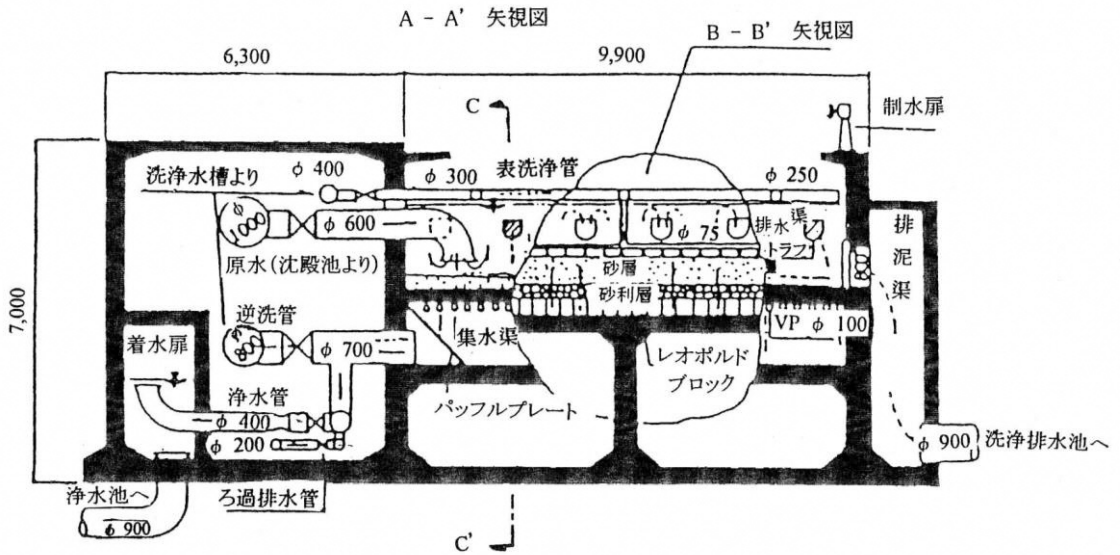 A - A' 矢視図
B - B' 矢視図
6,300
9,900
C
制水扉
φ 400
表洗浄管
洗浄水槽より
φ 300
φ 250
φ 1000
φ 600
φ 75
排水渠
トラフ
排泥渠
原水(沈殿池より)
砂層
砂利層
7,000
逆洗管
VP φ 100
着水扉
φ 800
φ 700
集水渠
レオポルド
ブロック
浄水管
パッフルプレート
φ 400
φ 200
φ 900
洗浄排水池へ
浄水池へ
ろ過排水管
φ 900
C'